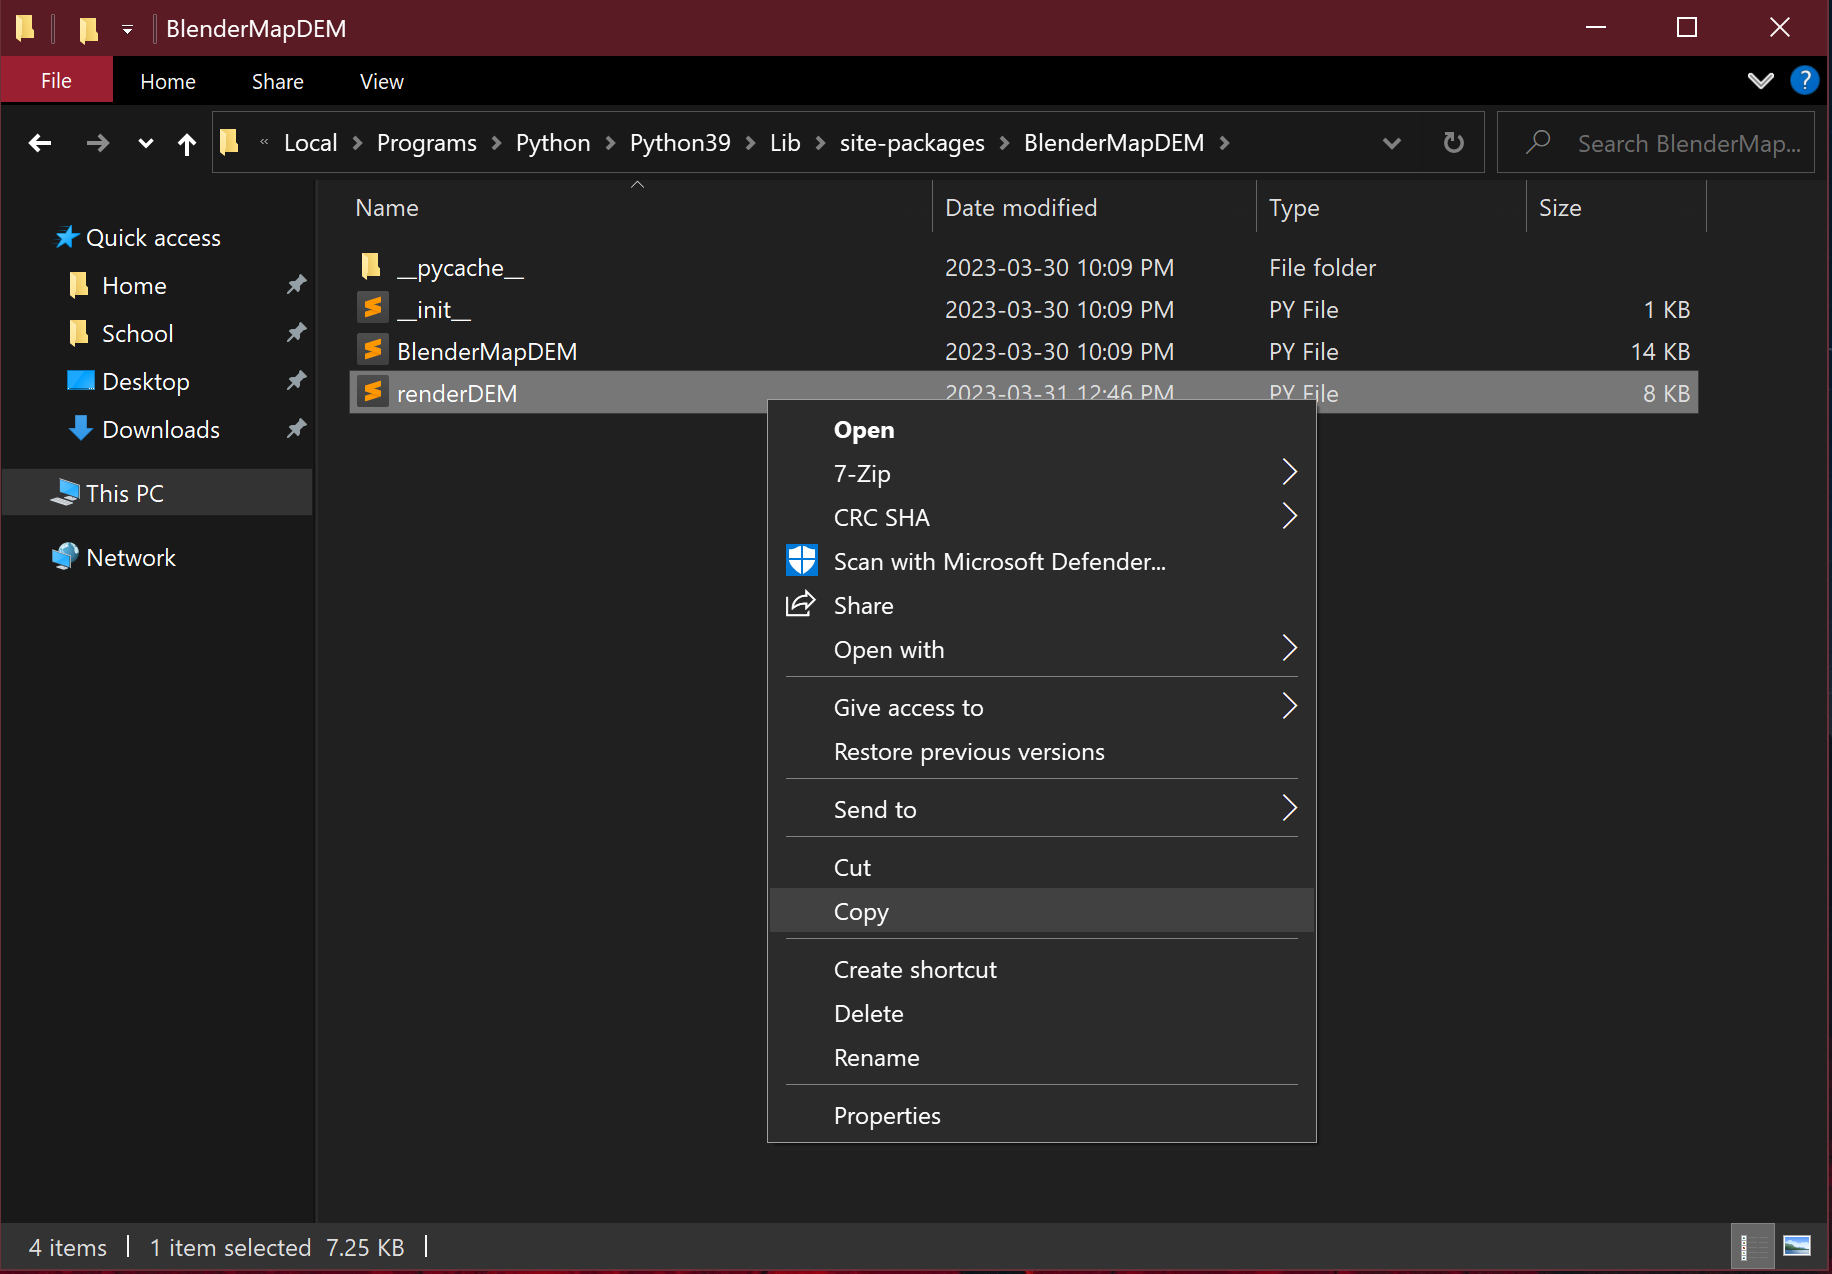 BlenderMapDEM
File Home Share View
« Local > Programs > Python > Python39 > Lib > site-packages > BlenderMapDEM > Search BlenderMap...
Name Date modified Type Size
Quick access
Home
School
Desktop
Downloads
This PC
Network
__pycache__ 2023-03-30 10:09 PM File folder
__init__ 2023-03-30 10:09 PM PY File 1 KB
BlenderMapDEM 2023-03-30 10:09 PM PY File 14 KB
renderDEM 2023-03-31 12:46 PM PY File 8 KB
Open
7-Zip
CRC SHA
Scan with Microsoft Defender...
Share
Open with
Give access to
Restore previous versions
Send to
Cut
Copy
Create shortcut
Delete
Rename
Properties
4 items | 1 item selected 7.25 KB |